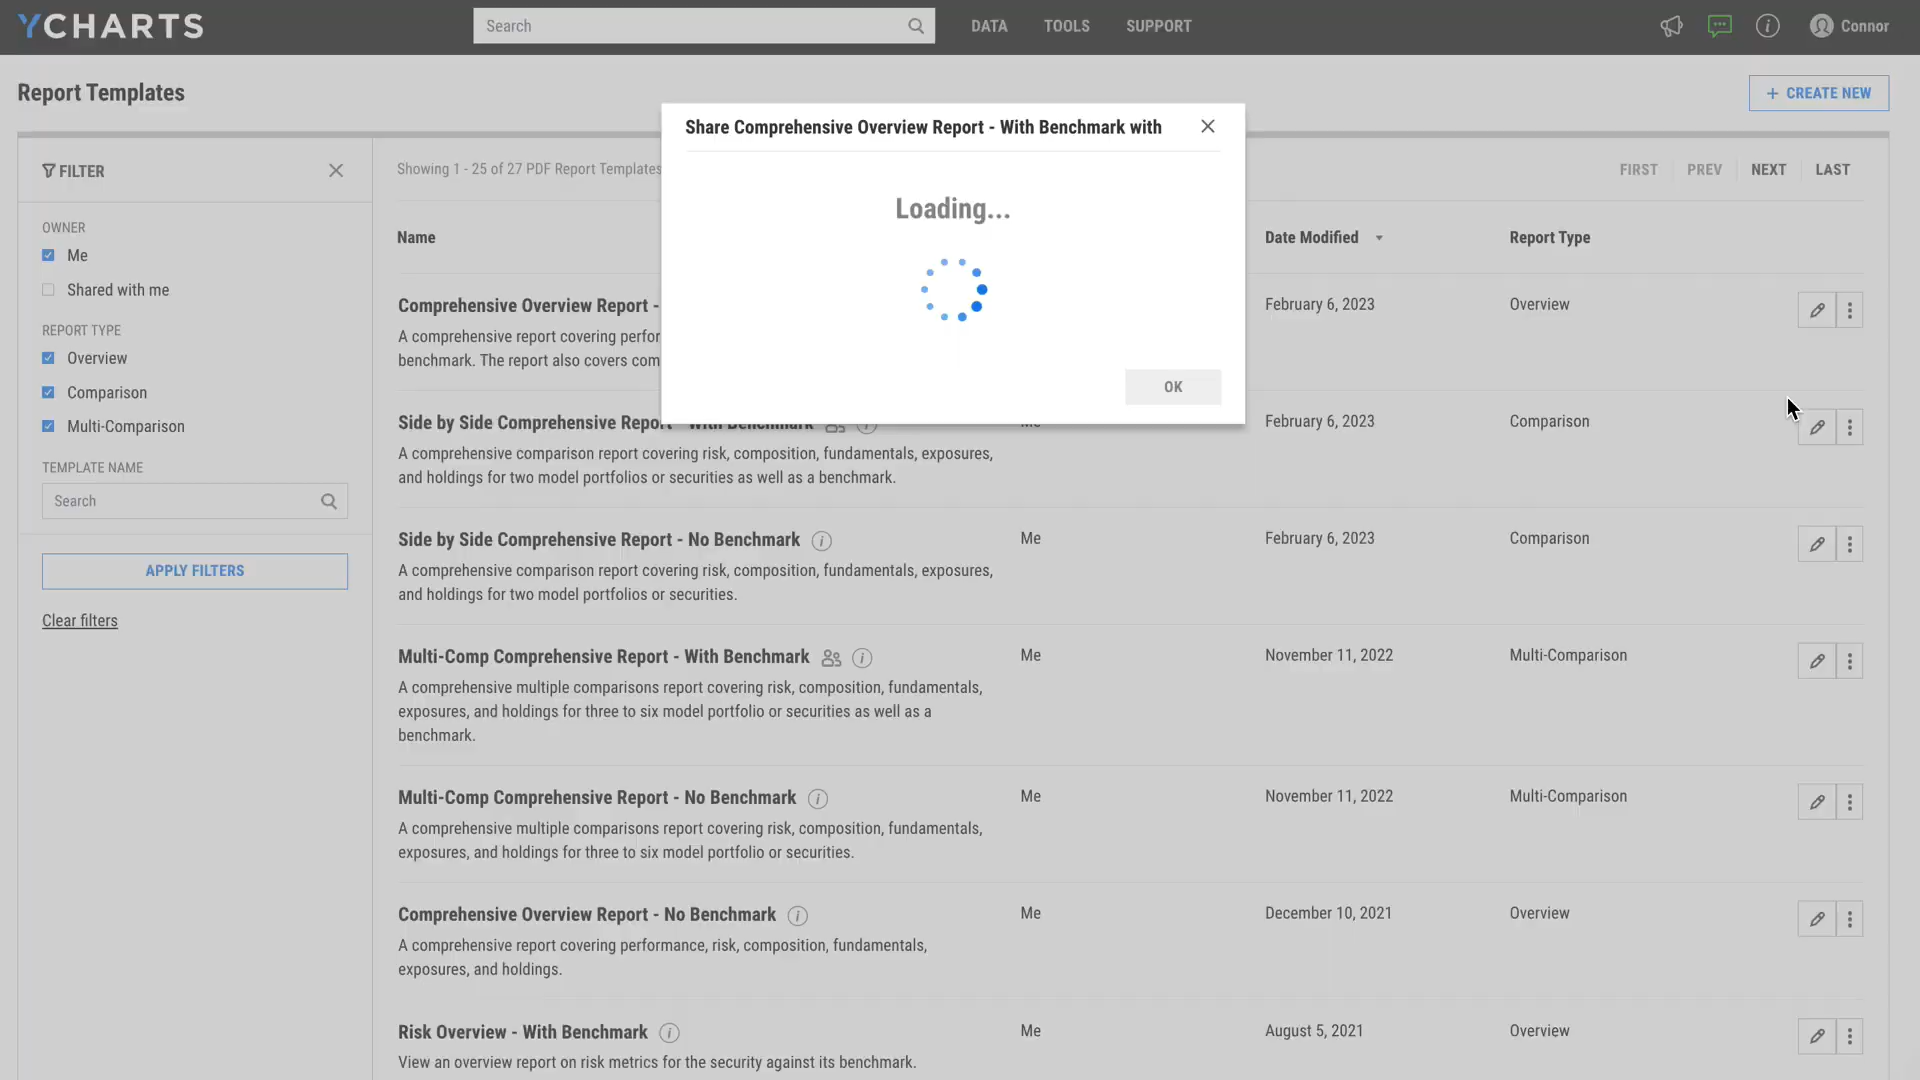 YCHARTS
Search
DATA
TOOLS
SUPPORT
Connor
Report Templates
+ CREATE NEW
Share Comprehensive Overview Report - With Benchmark with
Loading...
OK
FILTER
OWNER
Me
Shared with me
REPORT TYPE
Overview
Comparison
Multi-Comparison
TEMPLATE NAME
Search
APPLY FILTERS
Clear filters
Showing 1 - 25 of 27 PDF Report Templates
FIRST
PREV
NEXT
LAST
Name
Date Modified
Report Type
Comprehensive Overview Report -
A comprehensive report covering perfor
benchmark. The report also covers com
February 6, 2023
Overview
Side by Side Comprehensive Report - With Benchmark
A comprehensive comparison report covering risk, composition, fundamentals, exposures,
and holdings for two model portfolios or securities as well as a benchmark.
Me
February 6, 2023
Comparison
Side by Side Comprehensive Report - No Benchmark
A comprehensive comparison report covering risk, composition, fundamentals, exposures,
and holdings for two model portfolios or securities.
Me
February 6, 2023
Comparison
Multi-Comp Comprehensive Report - With Benchmark
A comprehensive multiple comparisons report covering risk, composition, fundamentals,
exposures, and holdings for three to six model portfolio or securities as well as a
benchmark.
Me
November 11, 2022
Multi-Comparison
Multi-Comp Comprehensive Report - No Benchmark
A comprehensive multiple comparisons report covering risk, composition, fundamentals,
exposures, and holdings for three to six model portfolio or securities.
Me
November 11, 2022
Multi-Comparison
Comprehensive Overview Report - No Benchmark
A comprehensive report covering performance, risk, composition, fundamentals,
exposures, and holdings.
Me
December 10, 2021
Overview
Risk Overview - With Benchmark
View an overview report on risk metrics for the security against its benchmark.
Me
August 5, 2021
Overview